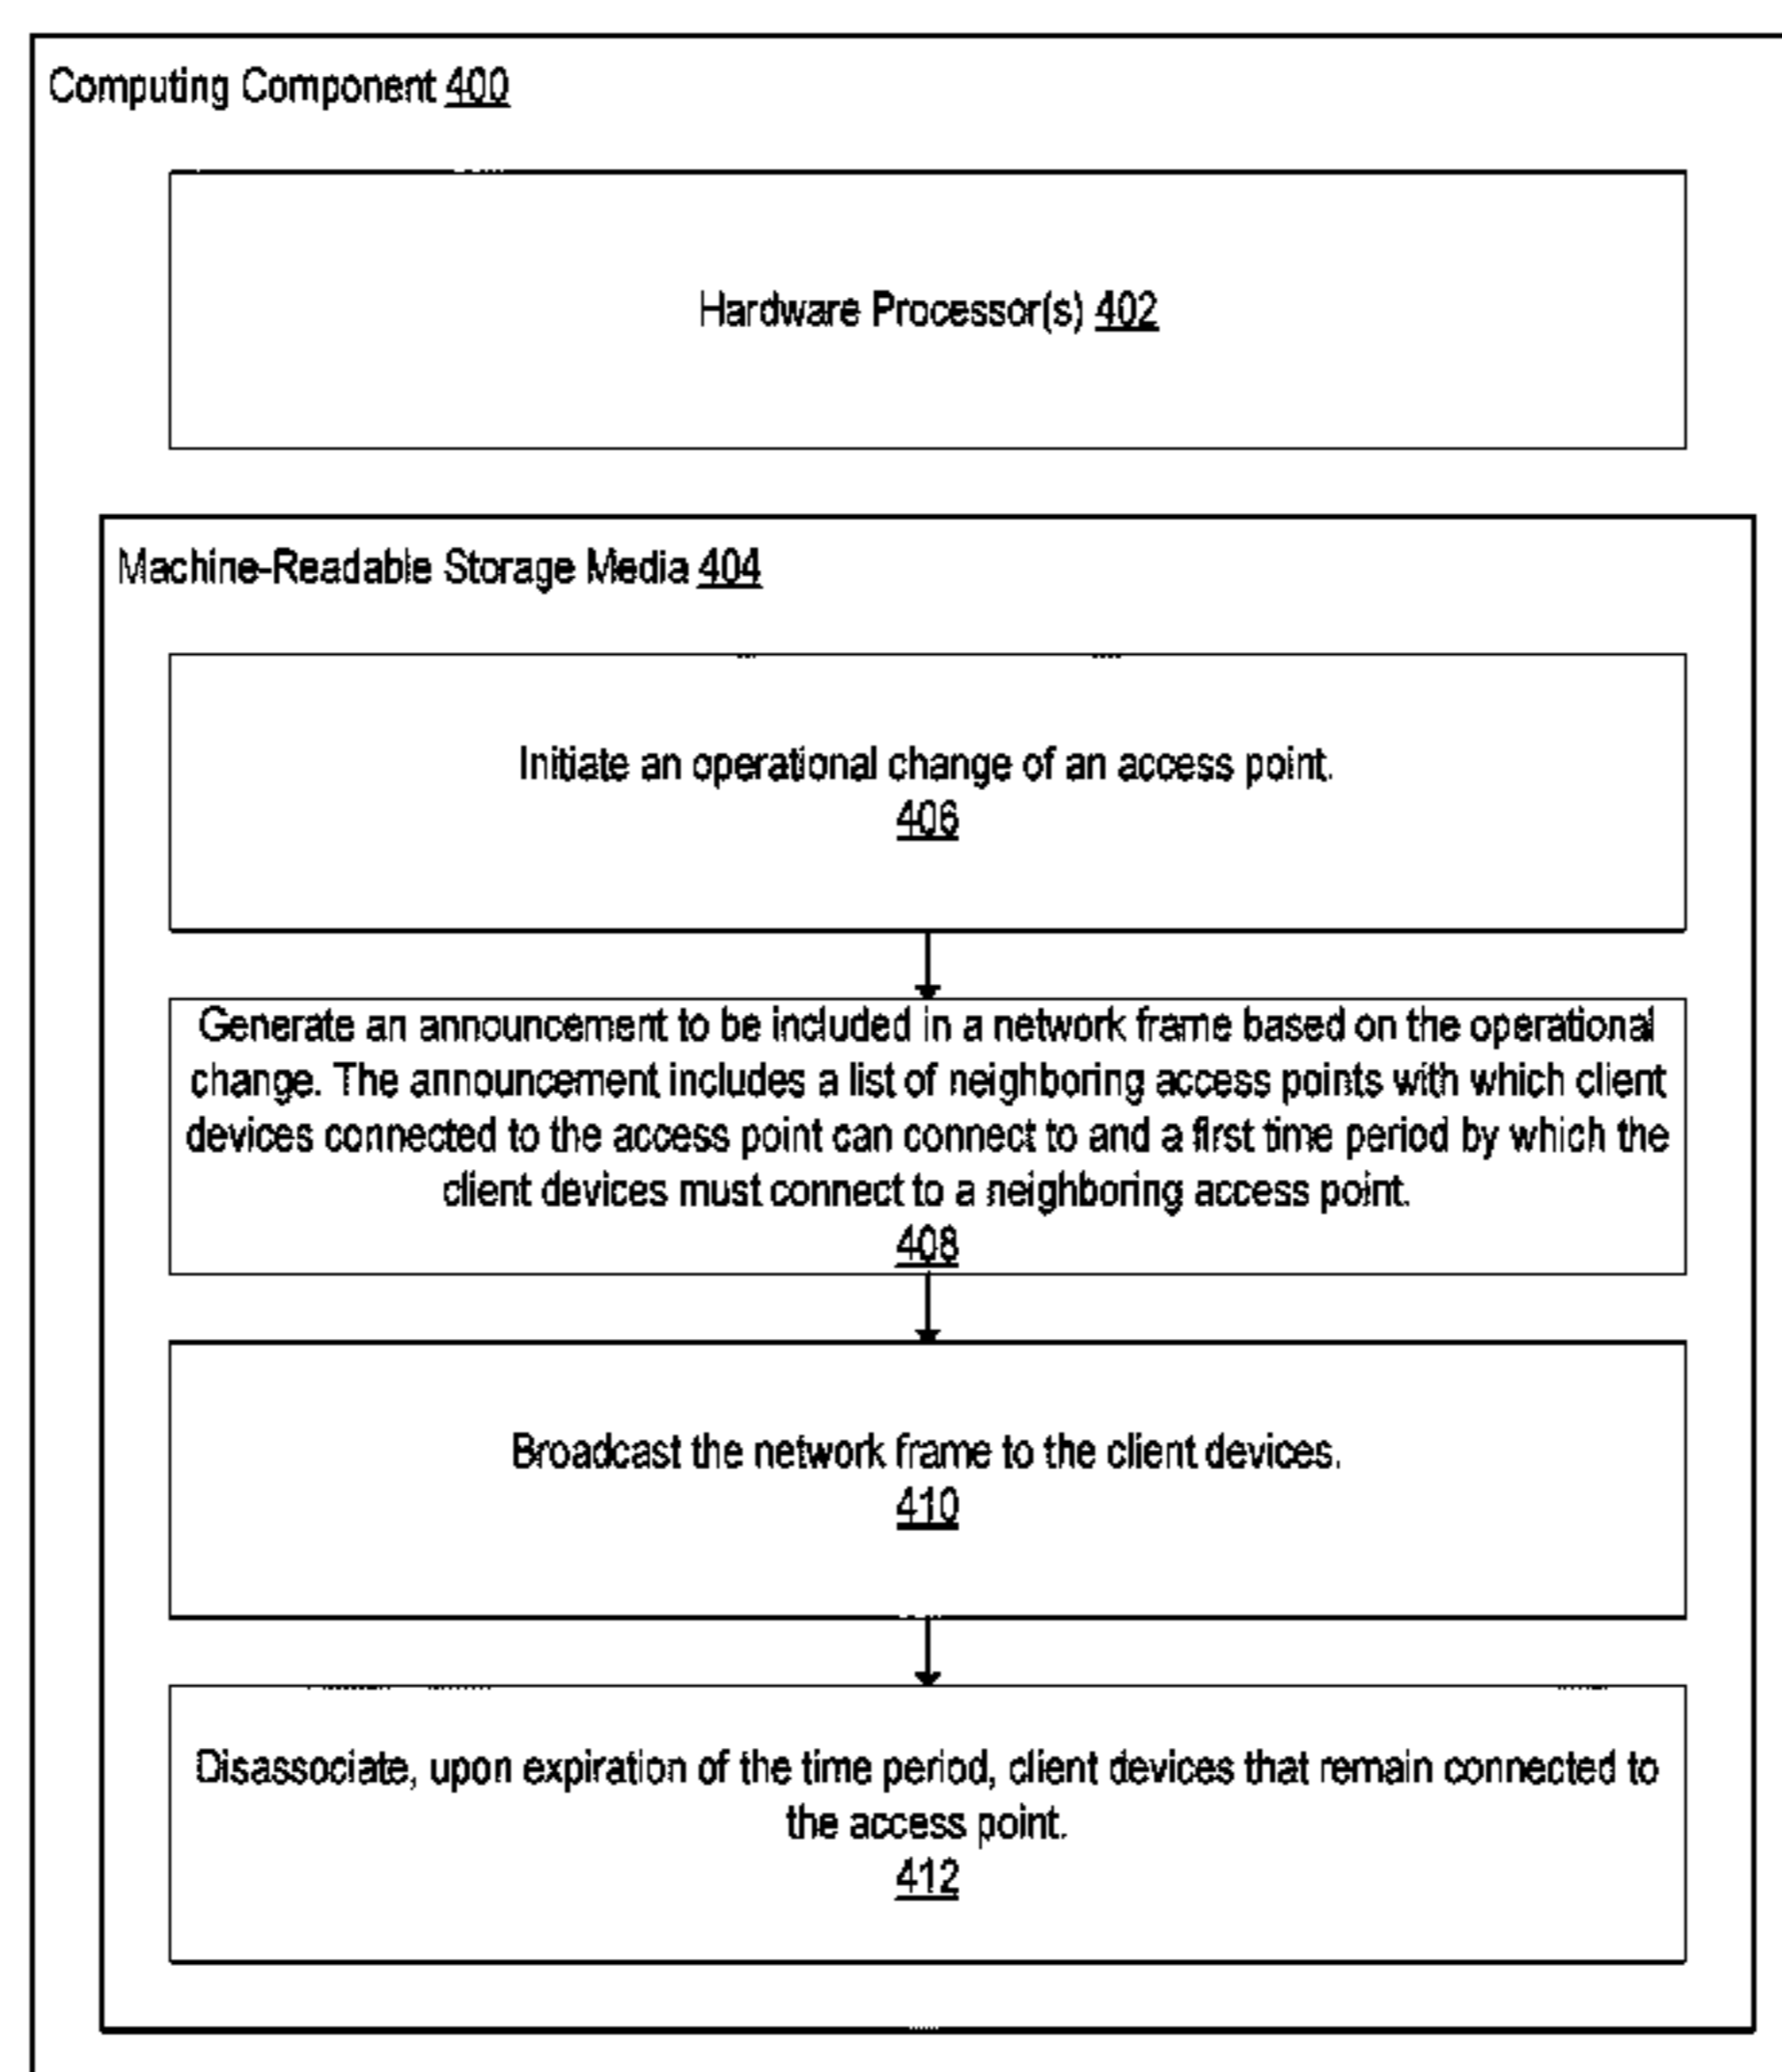 Computing Component 400
Hardware Processor(s) 402
Machine-Readable Storage Media 404
Initiate an operational change of an access point.
406
Generate an announcement to be included in a network frame based on the operational
change. The announcement includes a list of neighboring access points with which client
devices connected to the access point can connect to and a first time period by which the
client devices must connect to a neighboring access point.
408
Broadcast the network frame to the client devices.
410
Disassociate, upon expiration of the time period, client devices that remain connected to
the access point.
412